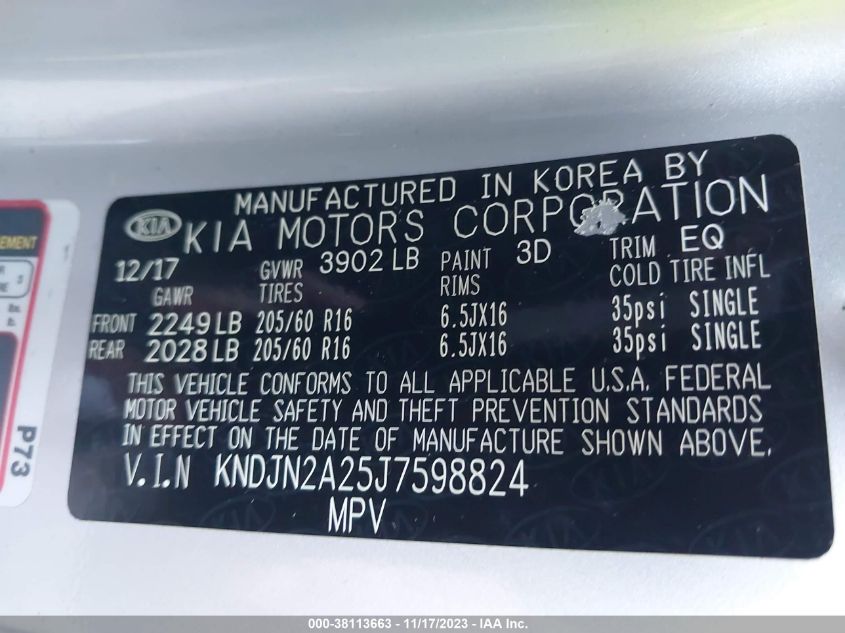 MANUFACTURED IN KOREA BY
KIA KIA MOTORS CORPORATION
12/17 GVWR 3902 LB PAINT 3D TRIM EQ
GAWR TIRES RIMS COLD TIRE INFL
FRONT 2249 LB 205/60 R16 6.5JX16 35psi SINGLE
REAR 2028 LB 205/60 R16 6.5JX16 35psi SINGLE
THIS VEHICLE CONFORMS TO ALL APPLICABLE U.S.A. FEDERAL
MOTOR VEHICLE SAFETY AND THEFT PREVENTION STANDARDS
IN EFFECT ON THE DATE OF MANUFACTURE SHOWN ABOVE.
V.I.N KNDJN2A25J7598824
MPV
P73
000-38113663 - 11/17/2023 - IAA Inc.